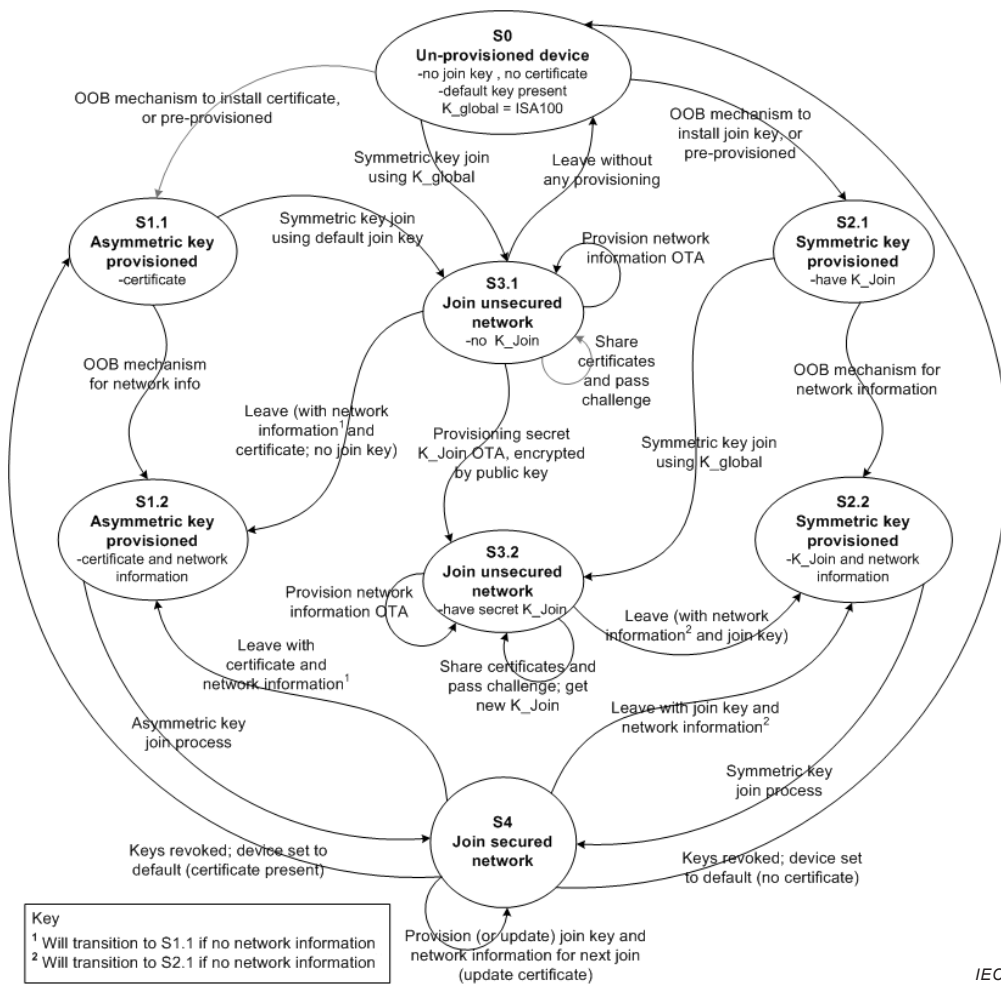 S0
Un-provisioned device
-no join key , no certificate
-default key present
K_global = ISA100
OOB mechanism to install certificate,
or pre-provisioned
OOB mechanism to
install join key, or
pre-provisioned
Symmetric key join
using K_global
Leave without
any provisioning
S1.1
Asymmetric key
provisioned
-certificate
Symmetric key join
using default join key
Provision network
information OTA
S2.1
Symmetric key
provisioned
-have K_Join
S3.1
Join unsecured
network
-no K_Join
Share
certificates
and pass
challenge
OOB mechanism
for network info
OOB mechanism for
network information
Leave (with network
information¹ and
certificate; no join key)
Provisioning secret
K_Join OTA, encrypted
by public key
Symmetric key join
using K_global
S1.2
Asymmetric key
provisioned
-certificate and network
information
S2.2
Symmetric key
provisioned
-K_Join and network
information
S3.2
Join unsecured
network
-have secret K_Join
Provision network
information OTA
Leave (with network
information² and join key)
Share certificates and
pass challenge; get
new K_Join
Leave with
certificate and
network information¹
Leave with join key and
network information²
Asymmetric key
join process
Symmetric key
join process
S4
Join secured
network
Keys revoked; device set to
default (certificate present)
Keys revoked; device set
to default (no certificate)
Provision (or update) join key and
network information for next join
(update certificate)
Key
¹ Will transition to S1.1 if no network information
² Will transition to S2.1 if no network information
IEC